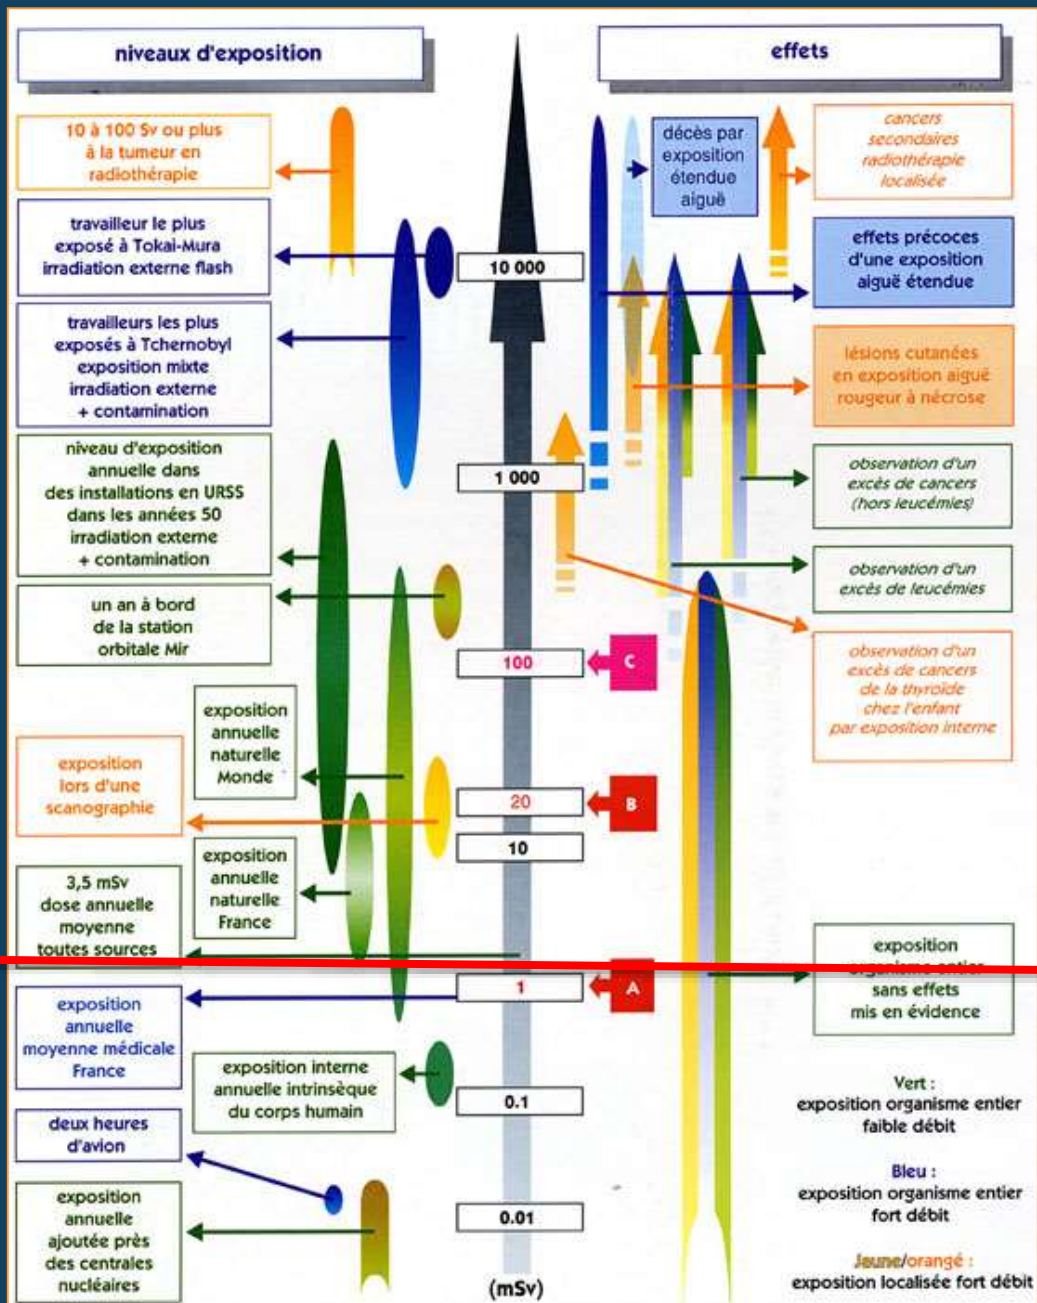 niveaux d'exposition
10 à 100 Sv ou plus
à la tumeur en
radiothérapie
travailleur le plus
exposé à Tokai-Mura
irradiation externe flash
travailleurs les plus
exposés à Tchernobyl
exposition mixte
irradiation externe
+ contamination
niveau d'exposition
annuelle dans
des installations en URSS
dans les années 50
irradiation externe
+ contamination
un an à bord
de la station
orbitale Mir
exposition
annuelle
naturelle
Monde
exposition
lors d'une
scanographie
exposition
annuelle
naturelle
France
3,5 mSv
dose annuelle
moyenne
toutes sources
exposition
annuelle
moyenne médicale
France
exposition interne
annuelle intrinsèque
du corps humain
deux heures
d'avion
exposition
annuelle
ajoutée près
des centrales
nucléaires
10 000
1 000
100
C
20
B
10
1
A
0.1
0.01
(mSv)
effets
décès par
exposition
étendue
aiguë
cancers
secondaires
radiothérapie
localisée
effets précoces
d'une exposition
aiguë étendue
lésions cutanées
en exposition aiguë
rougeur à nécrose
observation d'un
excès de cancers
(hors leucémies)
observation d'un
excès de leucémies
observation d'un
excès de cancers
de la thyroïde
chez l'enfant
par exposition interne
exposition
organisme entier
sans effets
mis en évidence
Vert :
exposition organisme entier
faible débit
Bleu :
exposition organisme entier
fort débit
Jaune/orangé :
exposition localisée fort débit